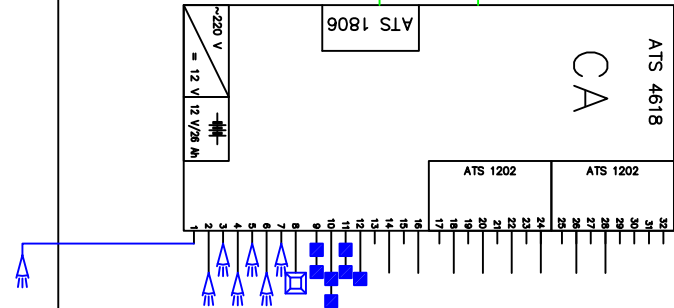 ~220 V
= 12 V
12 V/26 Ah
ATS 1806
CA
ATS 4618
ATS 1202
ATS 1202
1 2 3 4 5 6 7 8 9 10 11 12 13 14 15 16 17 18 19 20 21 22 23 24 25 26 27 28 29 30 31 32